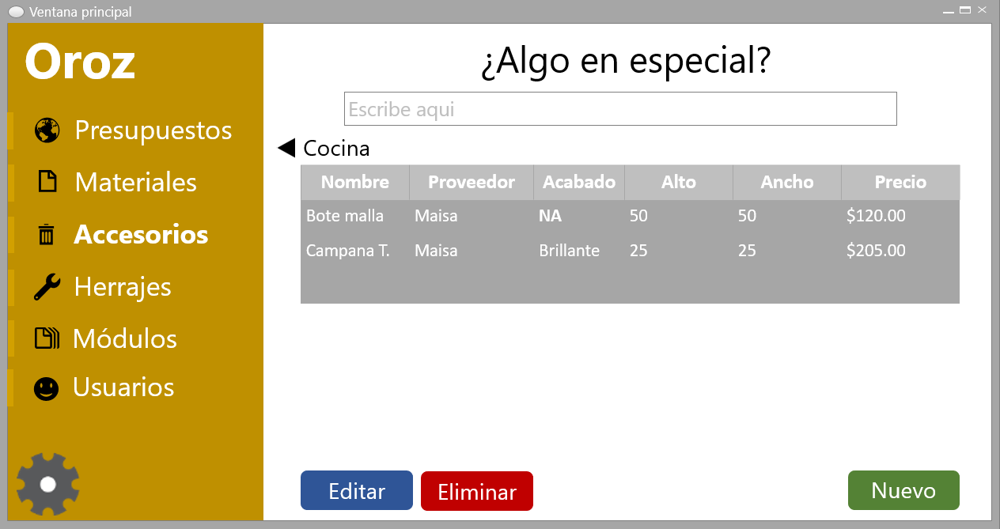 Ventana principal
Oroz
Presupuestos
Materiales
Accesorios
Herrajes
Módulos
Usuarios
¿Algo en especial?
Escribe aqui
Cocina
Nombre Proveedor Acabado Alto Ancho Precio
Bote malla Maisa NA 50 50 $120.00
Campana T. Maisa Brillante 25 25 $205.00
Editar Eliminar Nuevo